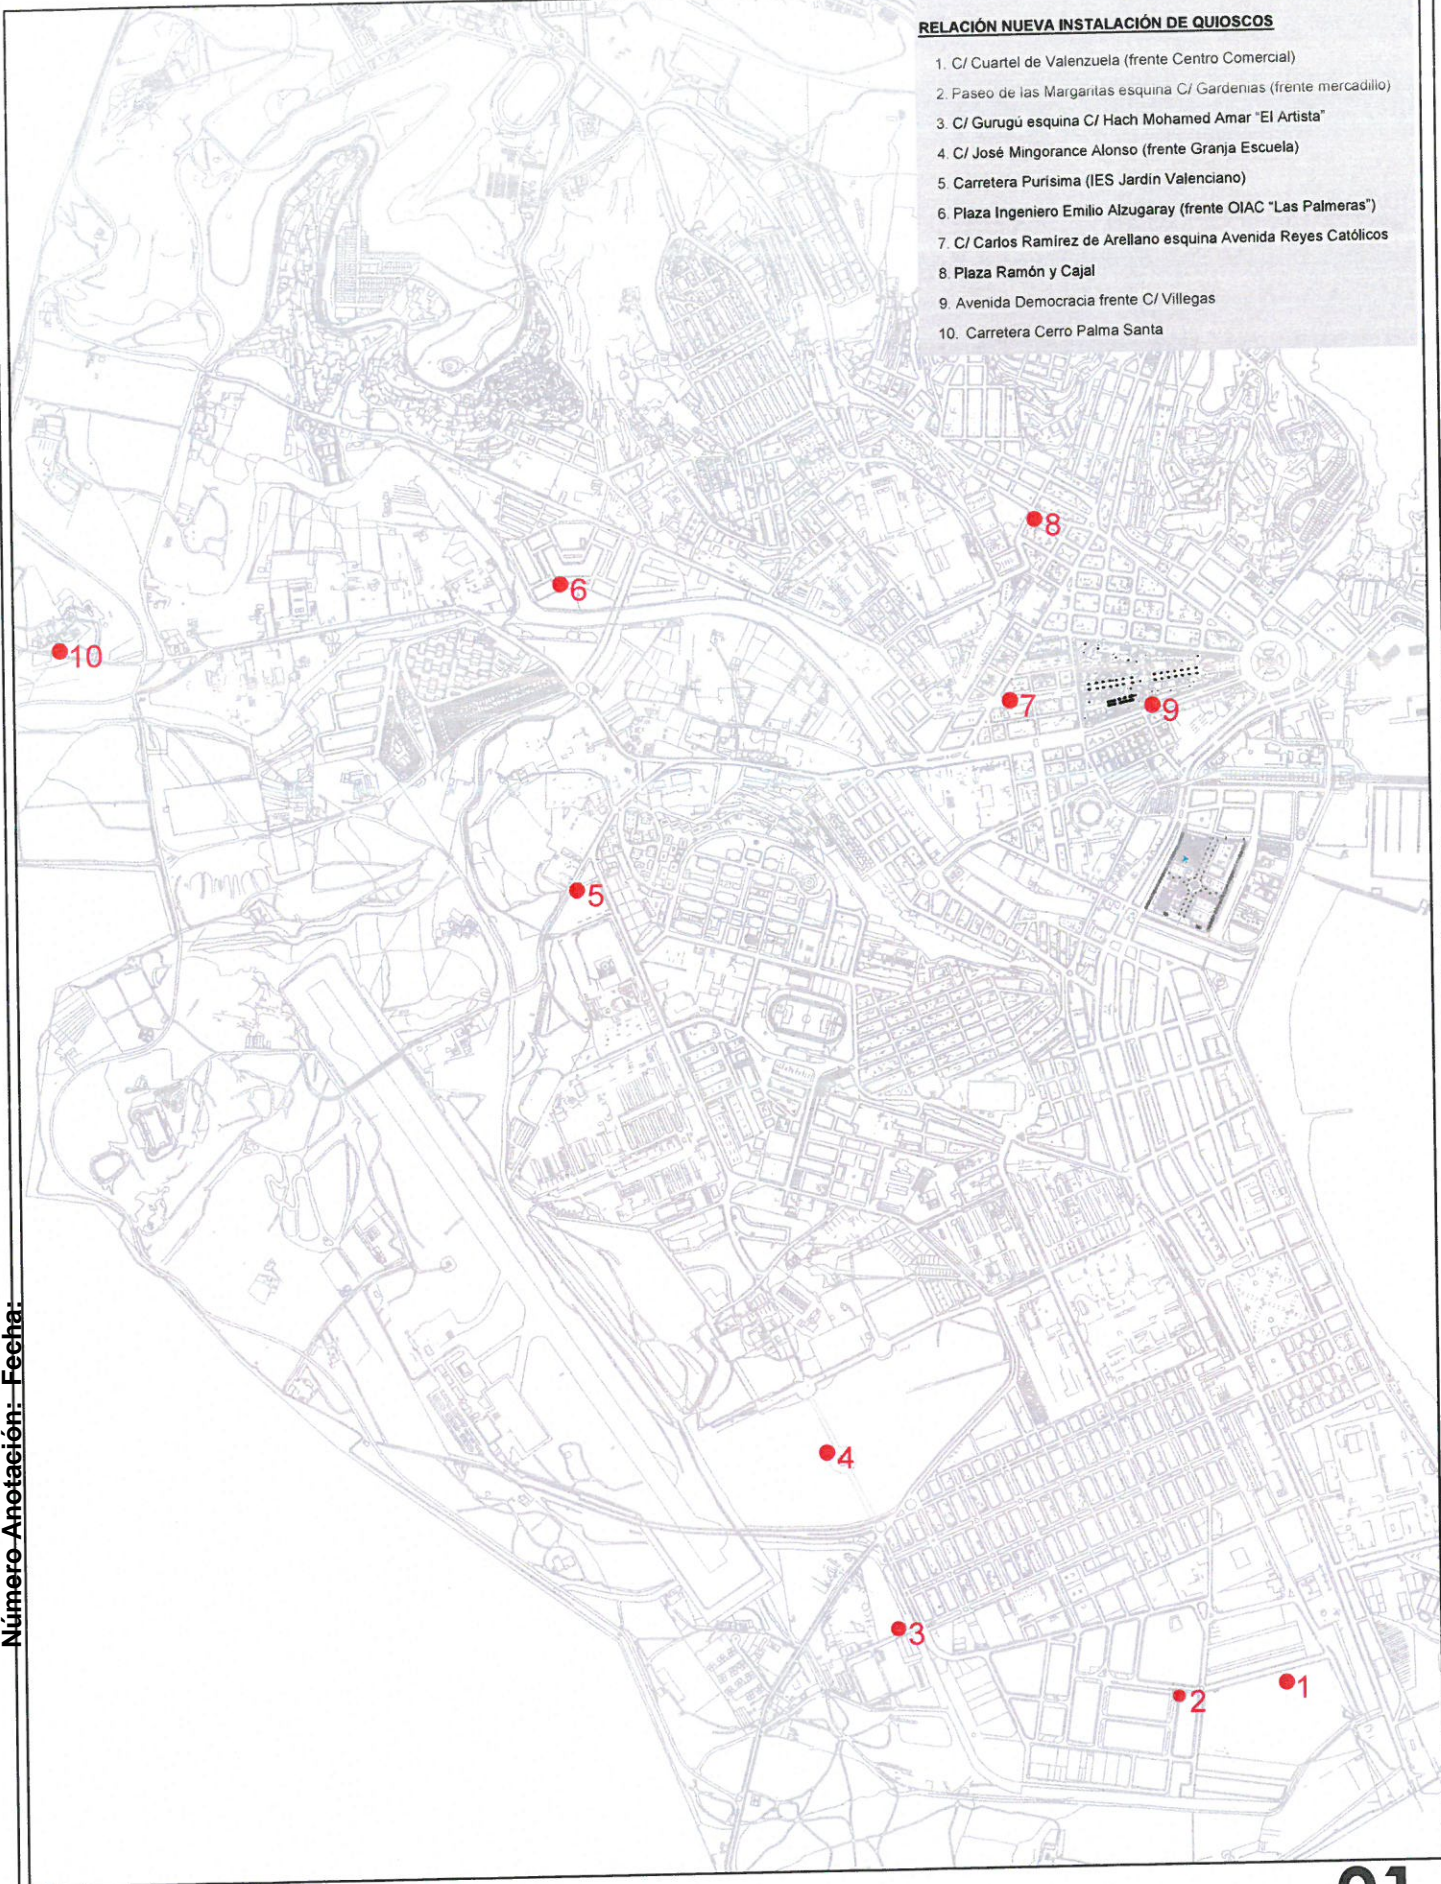 RELACIÓN NUEVA INSTALACIÓN DE QUIOSCOS
1. C/ Cuartel de Valenzuela (frente Centro Comercial)
2. Paseo de las Margaritas esquina C/ Gardenias (frente mercadillo)
3. C/ Gurugú esquina C/ Hach Mohamed Amar "El Artista"
4. C/ José Mingorance Alonso (frente Granja Escuela)
5. Carretera Purísima (IES Jardín Valenciano)
6. Plaza Ingeniero Emilio Alzugaray (frente OIAC "Las Palmeras")
7. C/ Carlos Ramírez de Arellano esquina Avenida Reyes Católicos
8. Plaza Ramón y Cajal
9. Avenida Democracia frente C/ Villegas
10. Carretera Cerro Palma Santa
8
6
10
7
9
5
4
3
2
1
Número Anotación: Fecha: